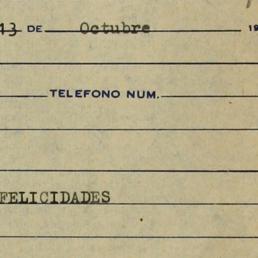 13 DE Octubre 19
TELEFONO NUM.
FELICIDADES